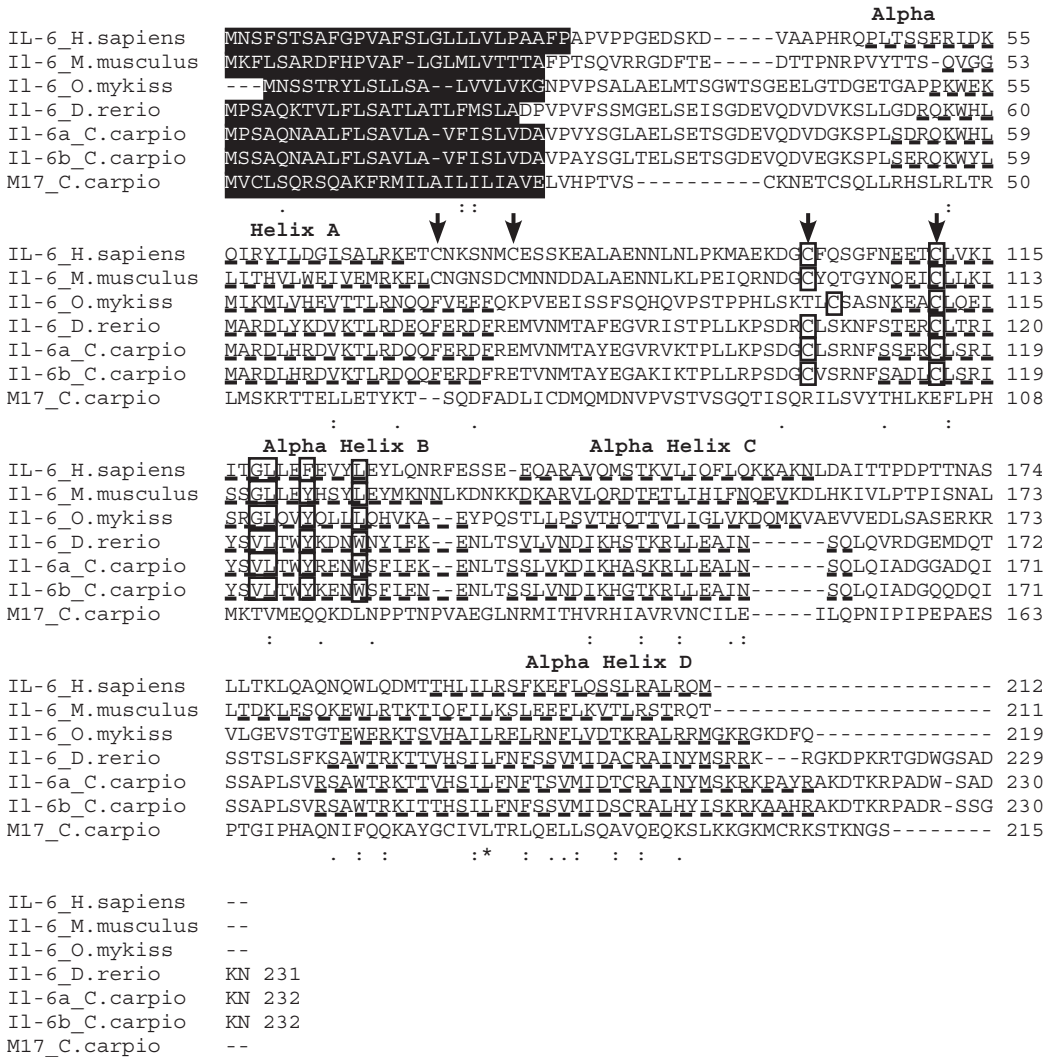 Alpha
IL-6_H.sapiens MNSFSTSAFGPVAFSLGLLLVLPAAFPAPVPPGEDSKD-----VAAPHRQPLTSSERIDK 55
Il-6_M.musculus MKFLSARDFHPVAF-LGLMLVTTTAFPTSQVRRGDFTE-----DTTPNRPVYTTS-QVGG 53
Il-6_O.mykiss ---MNSSTRYLSLLSA--LVVLVKGNPVPSALAELMTSGWTSGEELGTDGETGAPPKWEK 55
Il-6_D.rerio MPSAQKTVLFLSATLATLFMSLADPVPVFSSMGELSEISGDEVQDVDVKSLLGDRQKWHL 60
Il-6a_C.carpio MPSAQNAALFLSAVLA-VFISLVDAVPVYSGLAELSETSGDEVQDVDGKSPLSDRQKWHL 59
Il-6b_C.carpio MSSAQNAALFLSAVLA-VFISLVDAVPAYSGLTELSETSGDEVQDVEGKSPLSERQKWYL 59
M17_C.carpio MVCLSQRSQAKFRMILAILILIAVELVHPTVS----------CKNETCSQLLRHSLRLTR 50
. :: :
Helix A
IL-6_H.sapiens QIRYILDGISALRKETCNKSNMCESSKEALAENNLNLPKMAEKDGCFQSGFNEETCLVKI 115
Il-6_M.musculus LITHVLWEIVEMRKELCNGNSDCMNNDDALAENNLKLPEIQRNDGCYQTGYNQEICLLKI 113
Il-6_O.mykiss MIKMLVHEVTTLRNQQFVEEFQKPVEEISSFSQHQVPSTPPHLSKTLCSASNKEACLQEI 115
Il-6_D.rerio MARDLYKDVKTLRDEQFERDFREMVNMTAFEGVRISTPLLKPSDRCLSKNFSTERCLTRI 120
Il-6a_C.carpio MARDLHRDVKTLRDQQFERDFREMVNMTAYEGVRVKTPLLKPSDGCLSRNFSSERCLSRI 119
Il-6b_C.carpio MARDLHRDVKTLRDQQFERDFRETVNMTAYEGAKIKTPLLRPSDGCVSRNFSADLCLSRI 119
M17_C.carpio LMSKRTTELLETYKT--SQDFADLICDMQMDNVPVSTVSGQTISQRILSVYTHLKEFLPH 108
: . . . :
Alpha Helix B Alpha Helix C
IL-6_H.sapiens ITGLLEFEVYLEYLQNRFESSE-EQARAVQMSTKVLIQFLQKKAKNLDAITTPDPTTNAS 174
Il-6_M.musculus SSGLLEYHSYLEYMKNNLKDNKKDKARVLQRDTETLIHIFNQEVKDLHKIVLPTPISNAL 173
Il-6_O.mykiss SRGLQVYQLLLQHVKA--EYPQSTLLPSVTHQTTVLIGLVKDQMKVAEVVEDLSASERKR 173
Il-6_D.rerio YSVLTWYKDNWNYIEK--ENLTSVLVNDIKHSTKRLLEAIN------SQLQVRDGEMDQT 172
Il-6a_C.carpio YSVLTWYRENWSFIEK--ENLTSSLVKDIKHASKRLLEALN------SQLQIADGGADQI 171
Il-6b_C.carpio YSVLTWYKENWSFIEN--ENLTSSLVNDIKHGTKRLLEAIN------SQLQIADGQQDQI 171
M17_C.carpio MKTVMEQQKDLNPPTNPVAEGLNRMITHVRHIAVRVNCILE------ILQPNIPIPEPAES 163
: . . : : : .:
Alpha Helix D
IL-6_H.sapiens LLTKLQAQNQWLQDMTTHLILRSFKEFLQSSLRALRQM---------------------- 212
Il-6_M.musculus LTDKLESQKEWLRTKTIQFILKSLEEFLKVTLRSTRQT---------------------- 211
Il-6_O.mykiss VLGEVSTGTEWERKTSVHAILRELRNFLVDTKRALRRMGKRGKDFQ-------------- 219
Il-6_D.rerio SSTSLSFKSAWTRKTTVHSILFNFSSVMIDACRAINYMSRRK---RGKDPKRTGDWGSAD 229
Il-6a_C.carpio SSAPLSVRSAWTRKTTVHSILFNFTSVMIDTCRAINYMSRKRKPAYRAKDTKRPADW-SAD 230
Il-6b_C.carpio SSAPLSVRSAWTRKITTHSILFNFSSVMIDSCRALHYISKRKAAHRAKDTKRPADR-SSG 230
M17_C.carpio PTGIPHAQNIFQQKAYGCIVLTRLQELLSQAVQEQKSLKKGKMCRKSTKNGS-------- 215
. : : :* : ..: : : .
IL-6_H.sapiens --
Il-6_M.musculus --
Il-6_O.mykiss --
Il-6_D.rerio KN 231
Il-6a_C.carpio KN 232
Il-6b_C.carpio KN 232
M17_C.carpio --